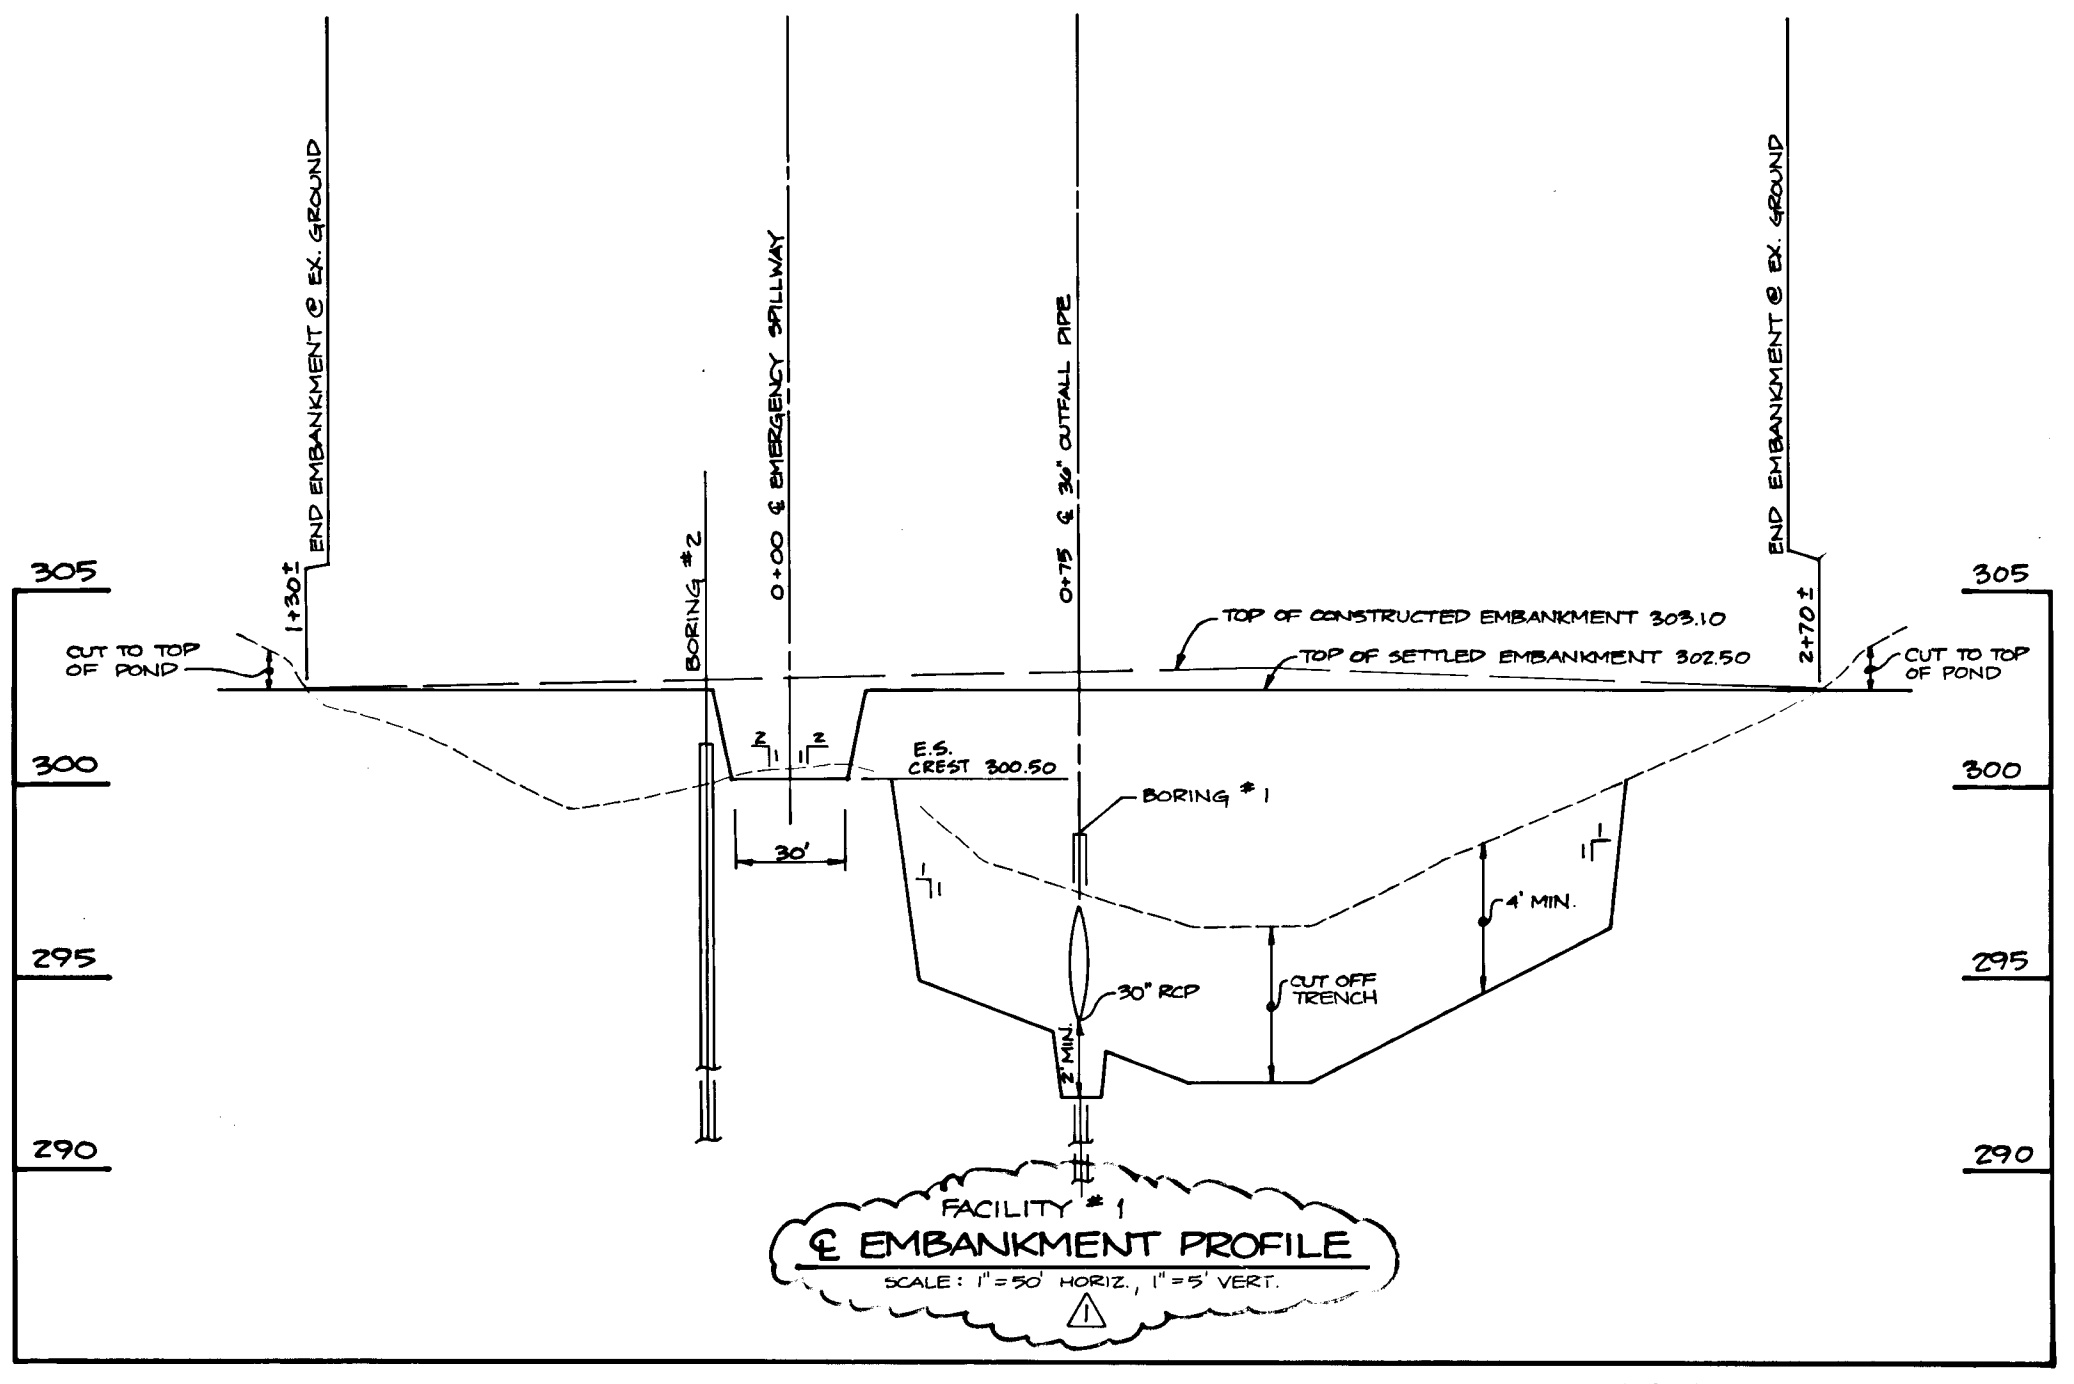 END EMBANKMENT @ EX. GROUND
1+30±
BORING #2
0+00 ℄ EMERGENCY SPILLWAY
0+75 ℄ 36" OUTFALL PIPE
END EMBANKMENT @ EX. GROUND
2+70±
305
305
CUT TO TOP
OF POND
TOP OF CONSTRUCTED EMBANKMENT 303.10
TOP OF SETTLED EMBANKMENT 302.50
CUT TO TOP
OF POND
2
1
1
2
E.S.
CREST 300.50
300
300
BORING #1
30'
1
1
1
1
4' MIN.
295
295
CUT OFF
TRENCH
30" RCP
2' MIN.
290
290
FACILITY #1
℄ EMBANKMENT PROFILE
SCALE: 1"=50' HORIZ., 1"=5' VERT.
1